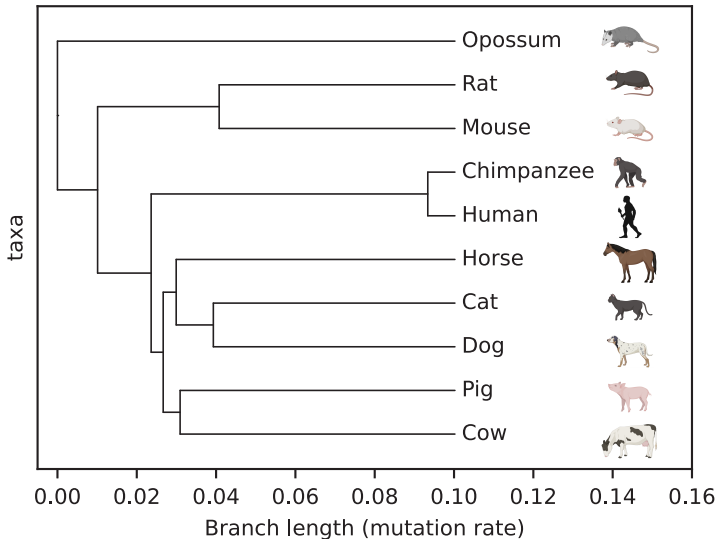 Opossum
Rat
Mouse
Chimpanzee
Human
Horse
Cat
Dog
Pig
Cow
taxa
0.00 0.02 0.04 0.06 0.08 0.10 0.12 0.14 0.16
Branch length (mutation rate)